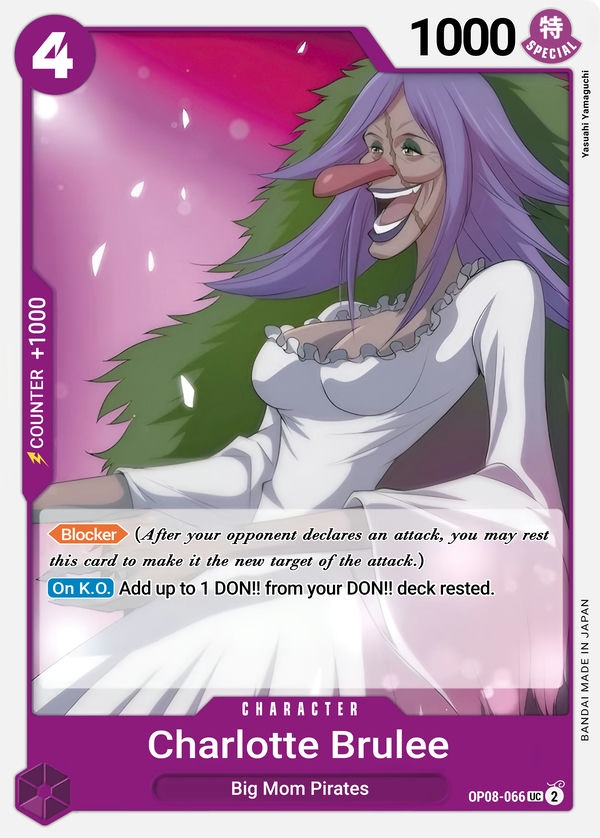 4
1000
特
SPECIAL
Yasuahi Yamaguchi
COUNTER +1000
Blocker (After your opponent declares an attack, you may rest
this card to make it the new target of the attack.)
On K.O. Add up to 1 DON!! from your DON!! deck rested.
BANDAI MADE IN JAPAN
CHARACTER
Charlotte Brulee
Big Mom Pirates
OP08-066 UC 2